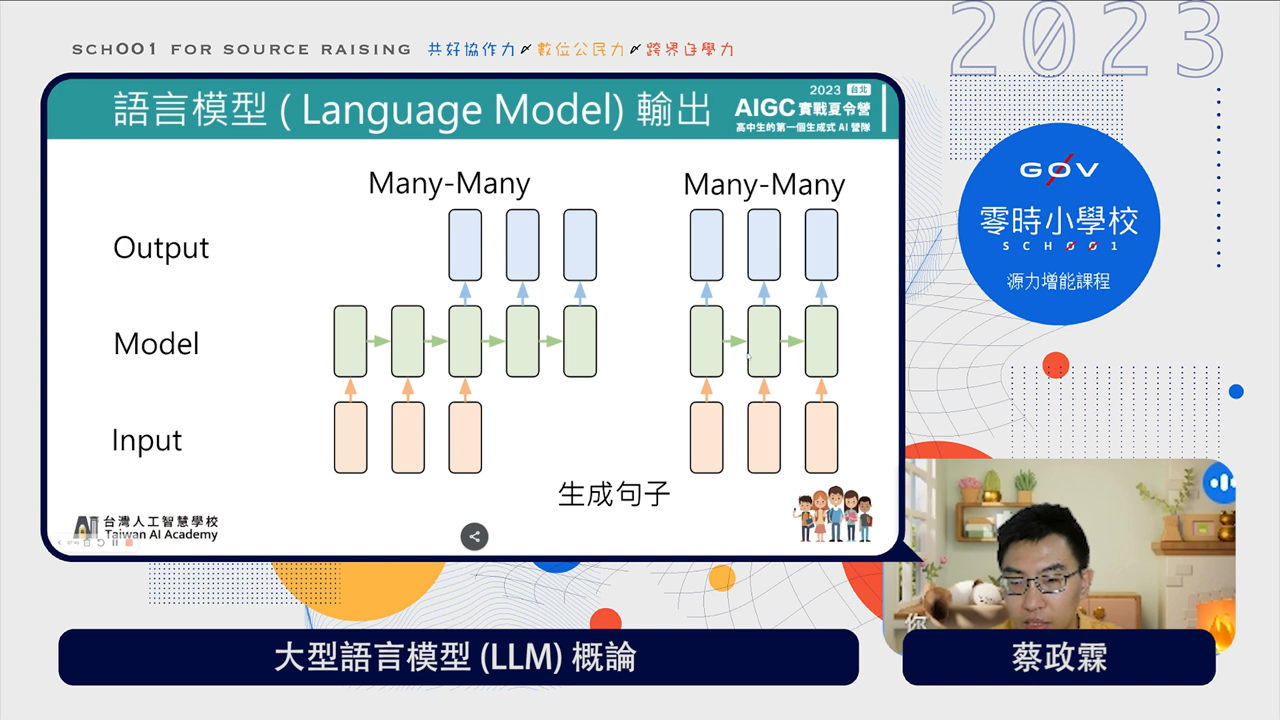 SCH001 FOR SOURCE RAISING 共好協作力 數位公民力 跨界自學力
2023
語言模型 ( Language Model) 輸出
2023 台北
AIGC 實戰夏令營
高中生的第一個生成式 AI 營隊
Many-Many
Many-Many
Output
Model
Input
生成句子
台灣人工智慧學校
Taiwan AI Academy
G0V
零時小學校
SCH001
源力增能課程
你
大型語言模型 (LLM) 概論
蔡政霖